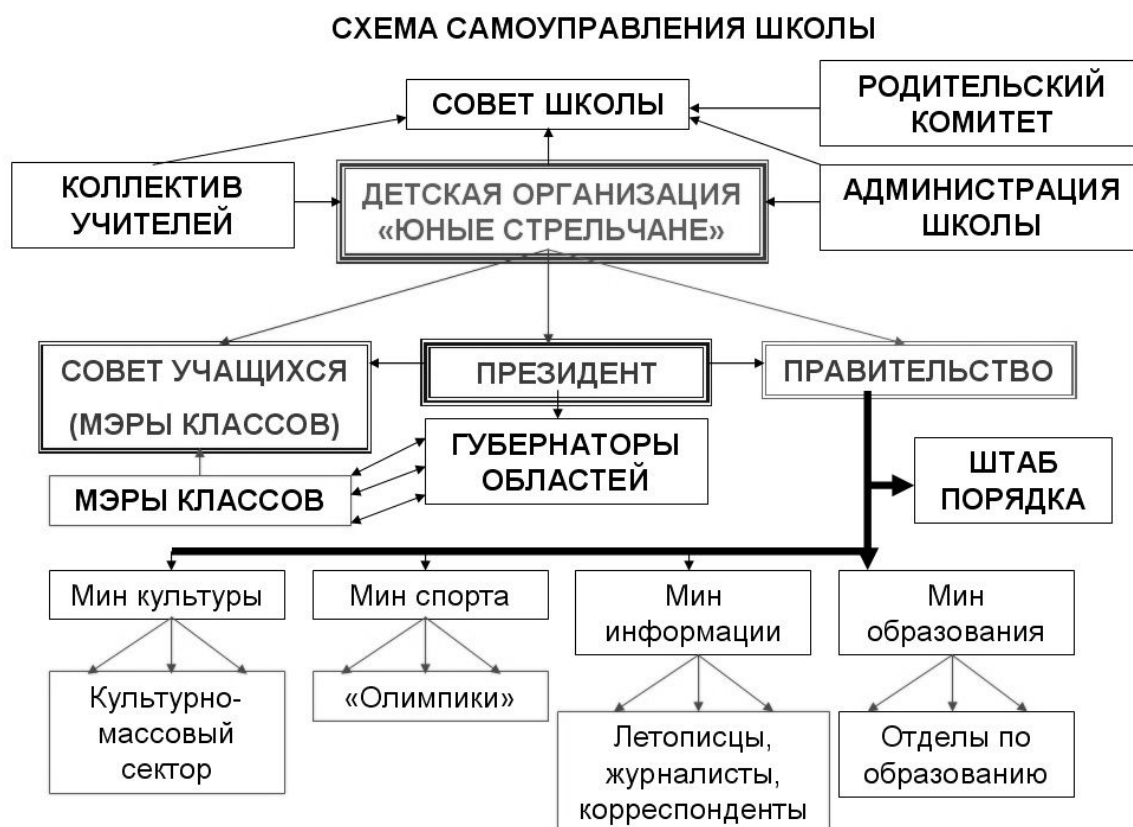 СХЕМА САМОУПРАВЛЕНИЯ ШКОЛЫ
СОВЕТ ШКОЛЫ
РОДИТЕЛЬСКИЙ
КОМИТЕТ
КОЛЛЕКТИВ
УЧИТЕЛЕЙ
ДЕТСКАЯ ОРГАНИЗАЦИЯ
«ЮНЫЕ СТРЕЛЬЧАНЕ»
АДМИНИСТРАЦИЯ
ШКОЛЫ
СОВЕТ УЧАЩИХСЯ
(МЭРЫ КЛАССОВ)
ПРЕЗИДЕНТ
ПРАВИТЕЛЬСТВО
МЭРЫ КЛАССОВ
ГУБЕРНАТОРЫ
ОБЛАСТЕЙ
ШТАБ
ПОРЯДКА
Мин культуры
Мин спорта
Мин
информации
Мин
образования
Культурно-
массовый
сектор
«Олимпики»
Летописцы,
журналисты,
корреспонденты
Отделы по
образованию